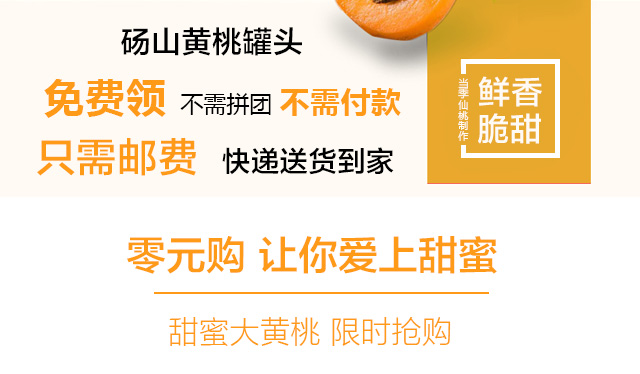 砀山黄桃罐头
免费领 不需拼团 不需付款
只需邮费 快递送货到家
当季仙桃制作
鲜香
脆甜
零元购 让你爱上甜蜜
甜蜜大黄桃 限时抢购